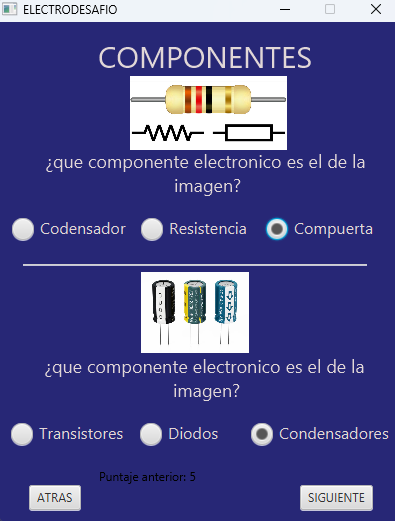 ELECTRODESAFIO
COMPONENTES
¿que componente electronico es el de la
imagen?
Codensador Resistencia Compuerta
¿que componente electronico es el de la
imagen?
Transistores Diodos Condensadores
Puntaje anterior: 5
ATRAS SIGUIENTE